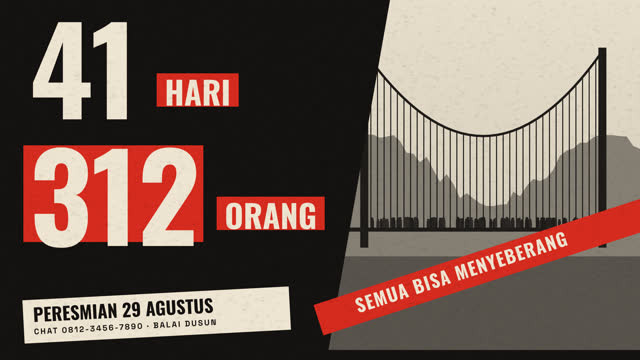 41
HARI
312
ORANG
PERESMIAN 29 AGUSTUS
CHAT 0812-3456-7890 · BALAI DUSUN
SEMUA BISA MENYEBERANG